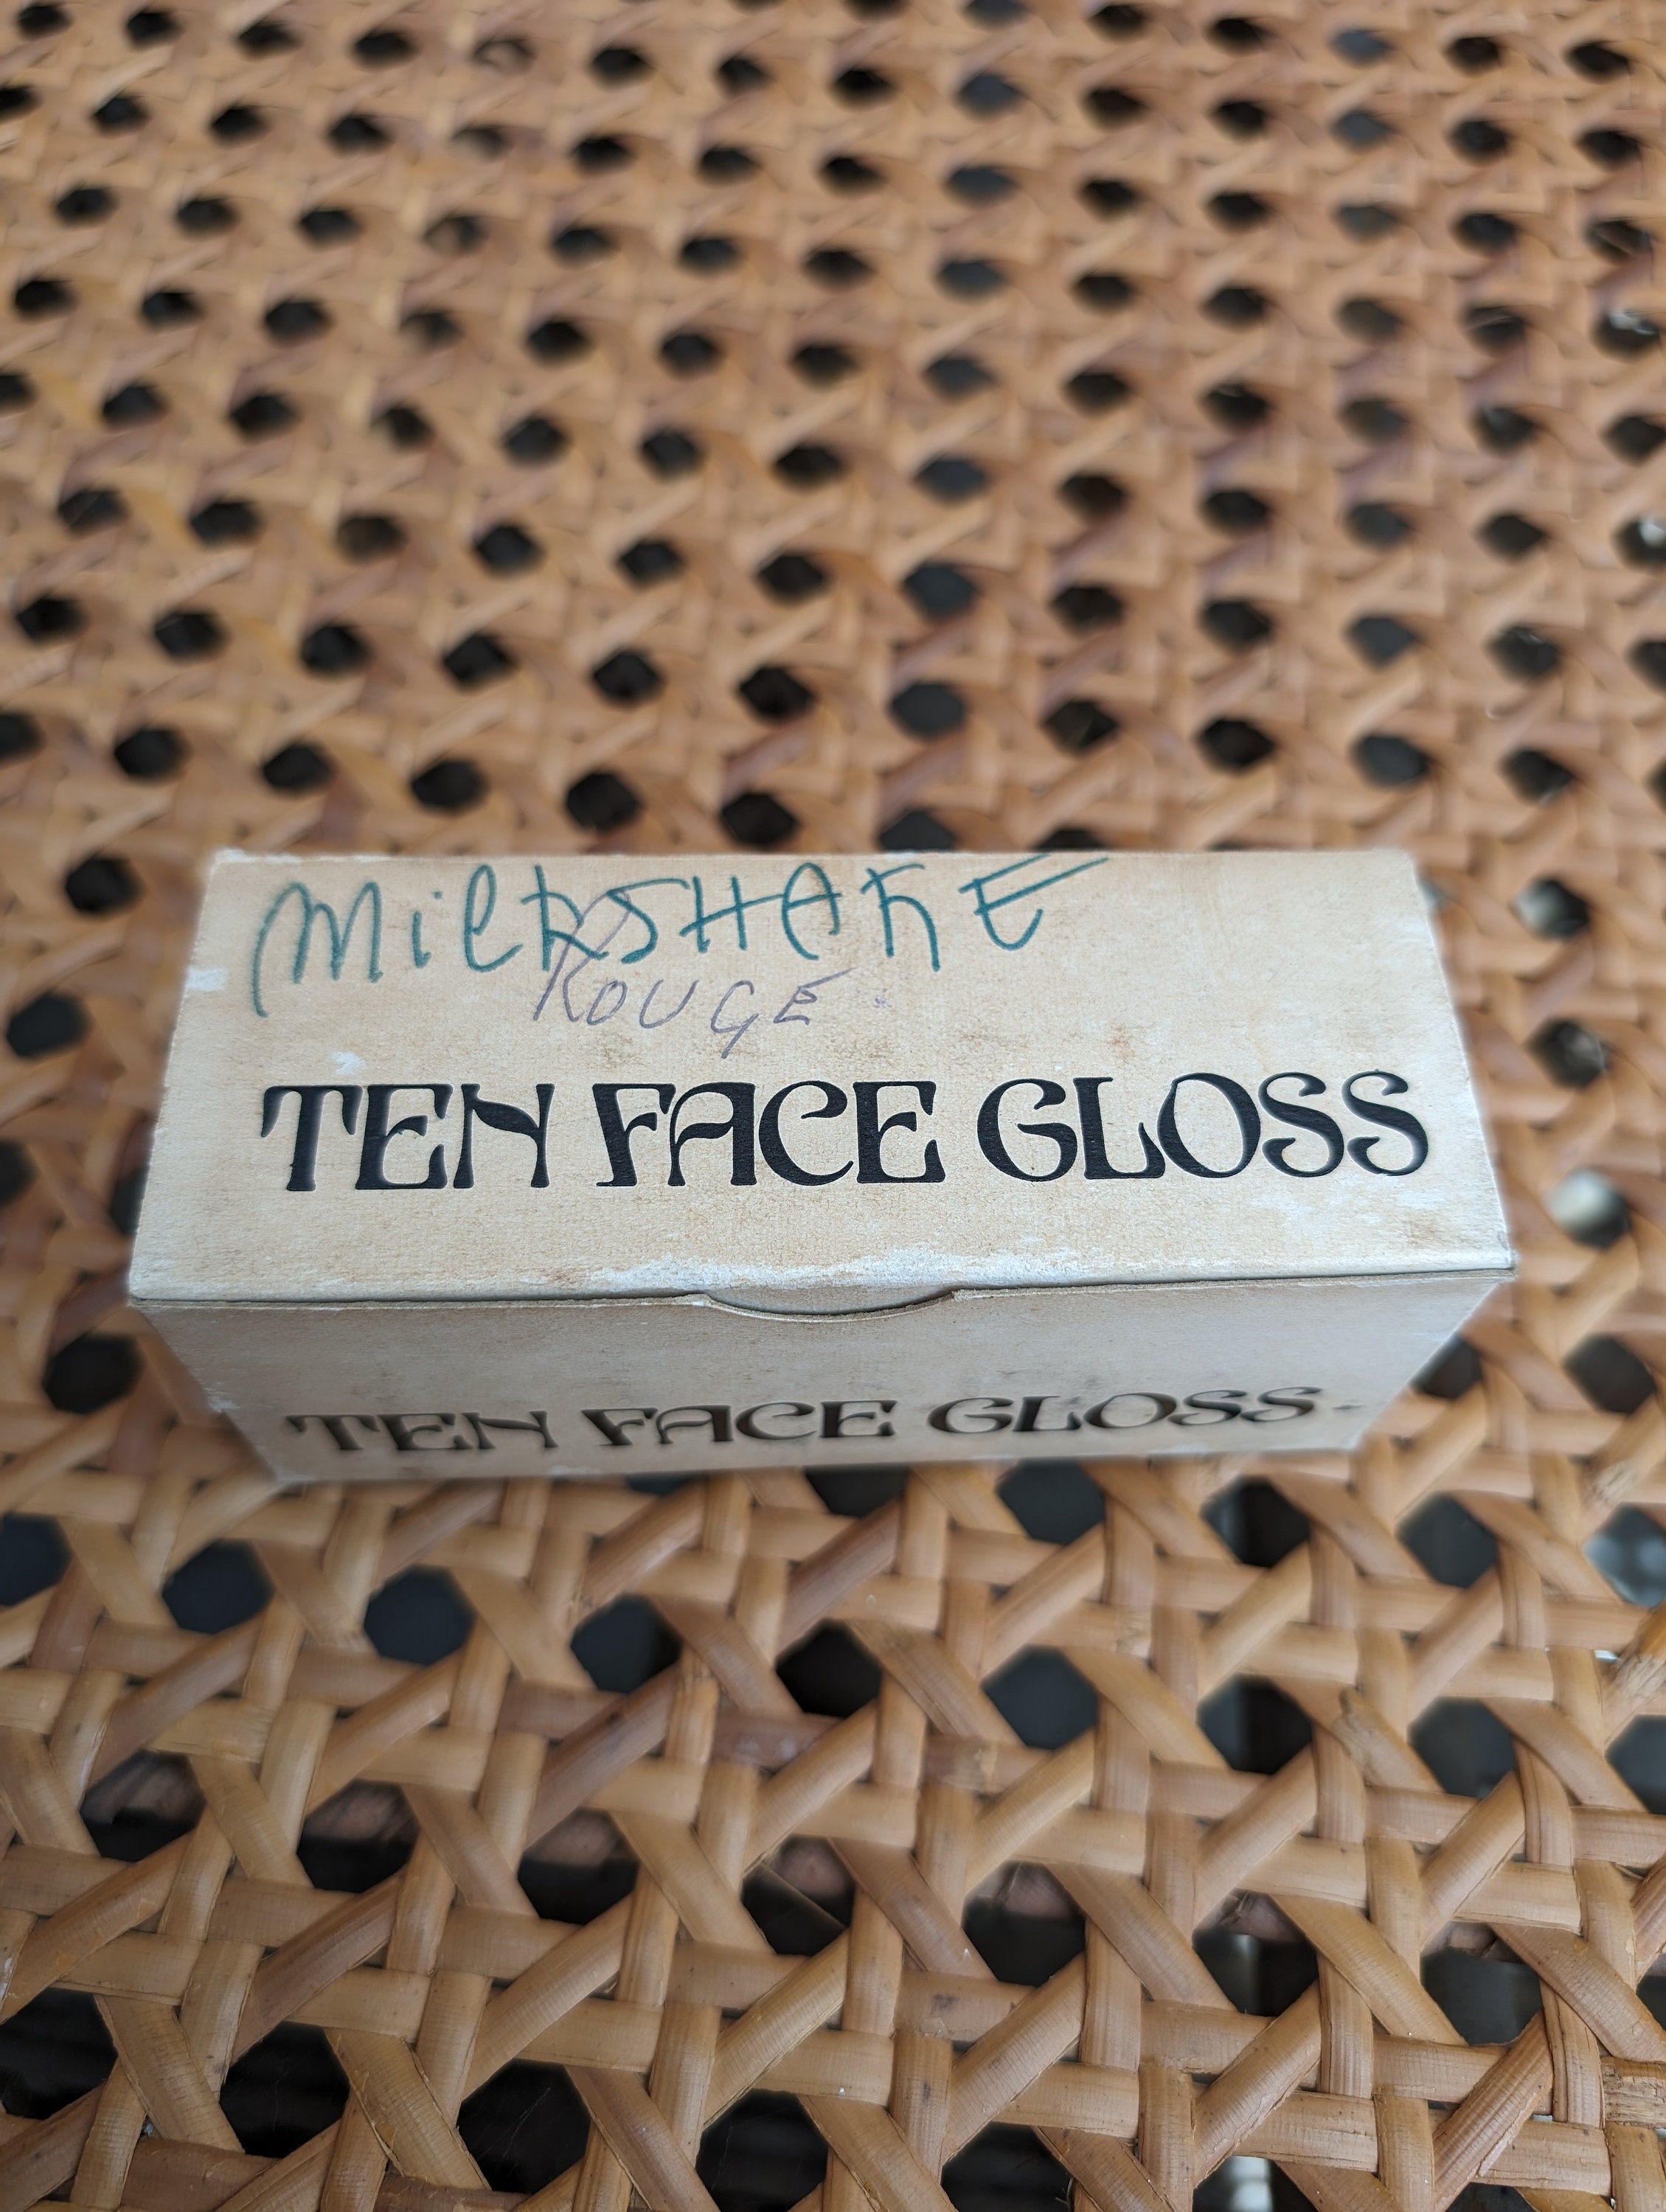 MilkSHAKE
ROUGE
TEN FACE GLOSS
TEN FACE GLOSS